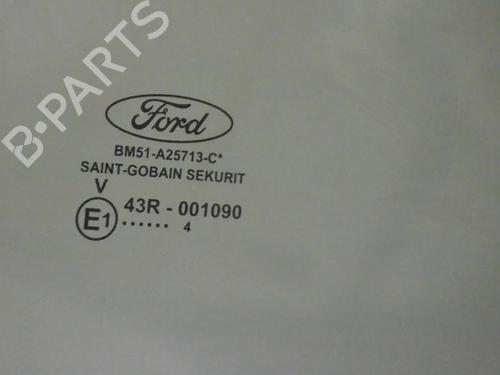 B-PARTS
Ford
BM51-A25713-C*
SAINT-GOBAIN SEKURIT
V
E1 43R - 001090
...... 4